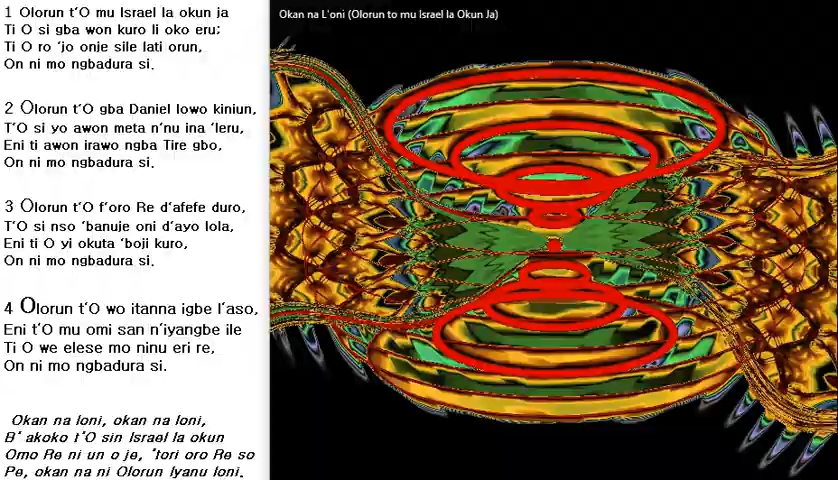 1 Olorun t'O mu Israel la okun ja
Ti O si gba won kuro li oko eru;
Ti O ro 'jo onje sile lati orun,
On ni mo ngbadura si.
2 Olorun t'O gba Daniel lowo kiniun,
T'O si yo awon meta n'nu ina 'leru,
Eni ti awon irawo ngba Tire gbo,
On ni mo ngbadura si.
3 Olorun t'O f'oro Re d'afefe duro,
T'O si nso 'banuje oni d'ayo lola,
Eni ti O yi okuta 'boji kuro,
On ni mo ngbadura si.
4 Olorun t'O wo itanna igbe l'aso,
Eni t'O mu omi san n'iyangbe ile
Ti O we elese mo ninu eri re,
On ni mo ngbadura si.
Okan na loni, okan na loni,
B' akoko t'O sin Israel la okun
Omo Re ni un o je, 'tori oro Re so
Pe, okan na ni Olorun Iyanu loni.
Okan na L'oni (Olorun to mu Israel la Okun Ja)